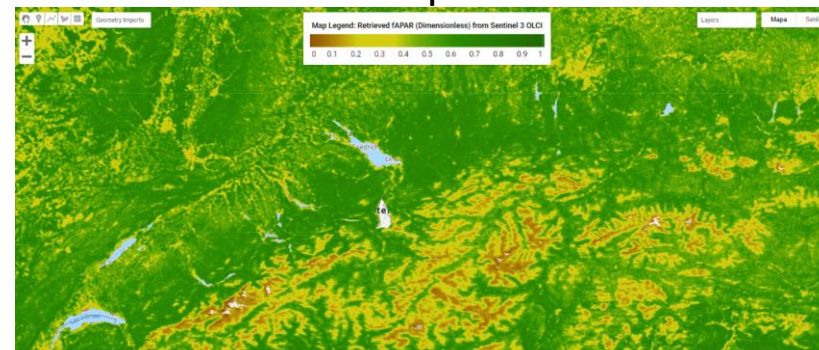 Geometry Imports
Map Legend: Retrieved fAPAR (Dimensionless) from Sentinel 3 OLCI
0 0.1 0.2 0.3 0.4 0.5 0.6 0.7 0.8 0.9 1
Layers
Mapa
+
−
Friedrich